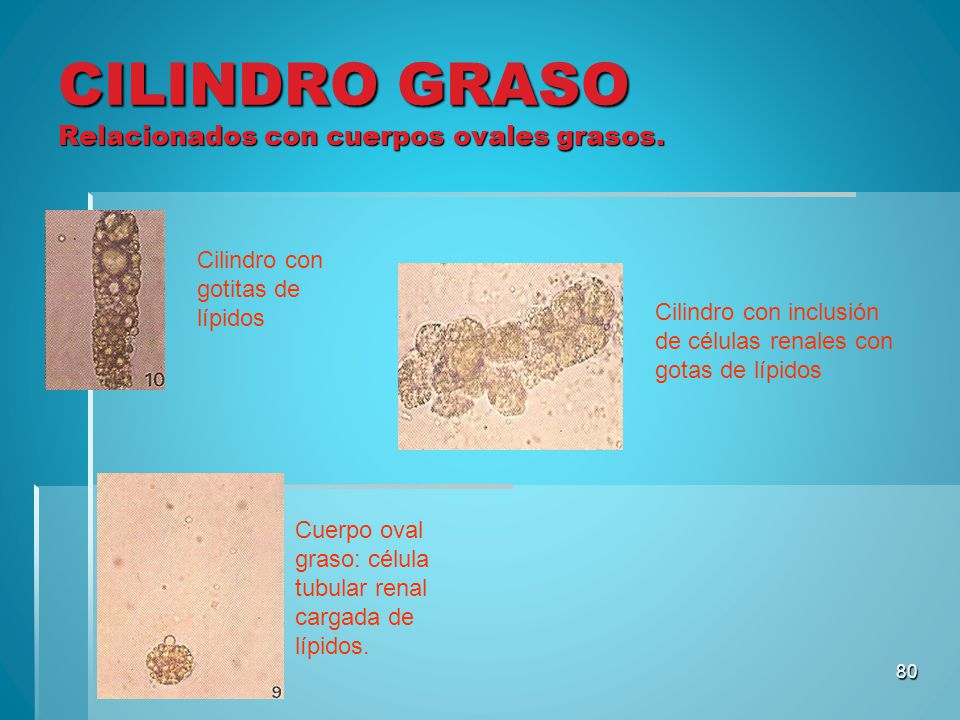 CILINDRO GRASO
Relacionados con cuerpos ovales grasos.
10
Cilindro con
gotitas de
lípidos
Cilindro con inclusión
de células renales con
gotas de lípidos
9
Cuerpo oval
graso: célula
tubular renal
cargada de
lípidos.
80